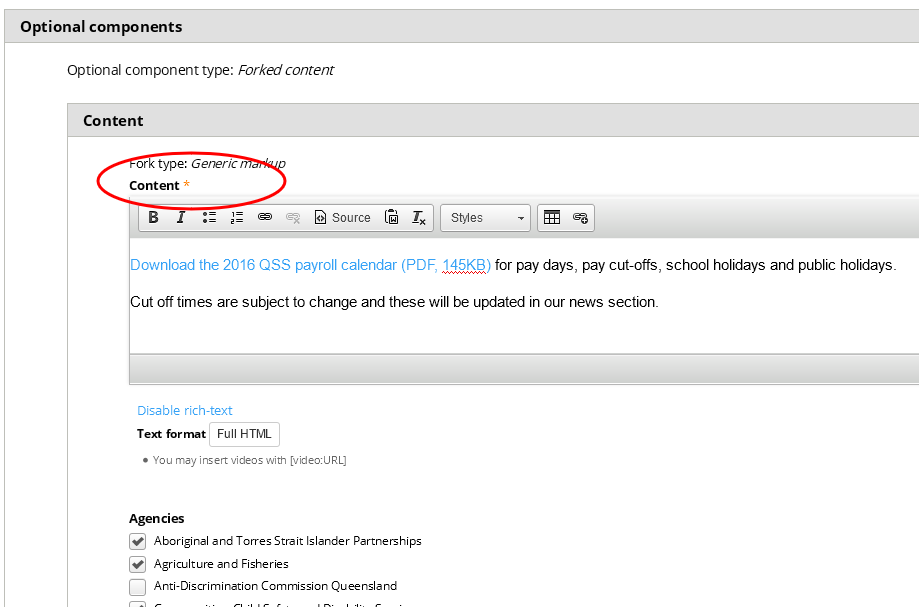 Optional components
Optional component type: Forked content
Content
Fork type: Generic markup
Content *
B I Source Styles
Download the 2016 QSS payroll calendar (PDF, 145KB) for pay days, pay cut-offs, school holidays and public holidays.
Cut off times are subject to change and these will be updated in our news section.
Disable rich-text
Text format Full HTML
• You may insert videos with [video:URL]
Agencies
Aboriginal and Torres Strait Islander Partnerships
Agriculture and Fisheries
Anti-Discrimination Commission Queensland